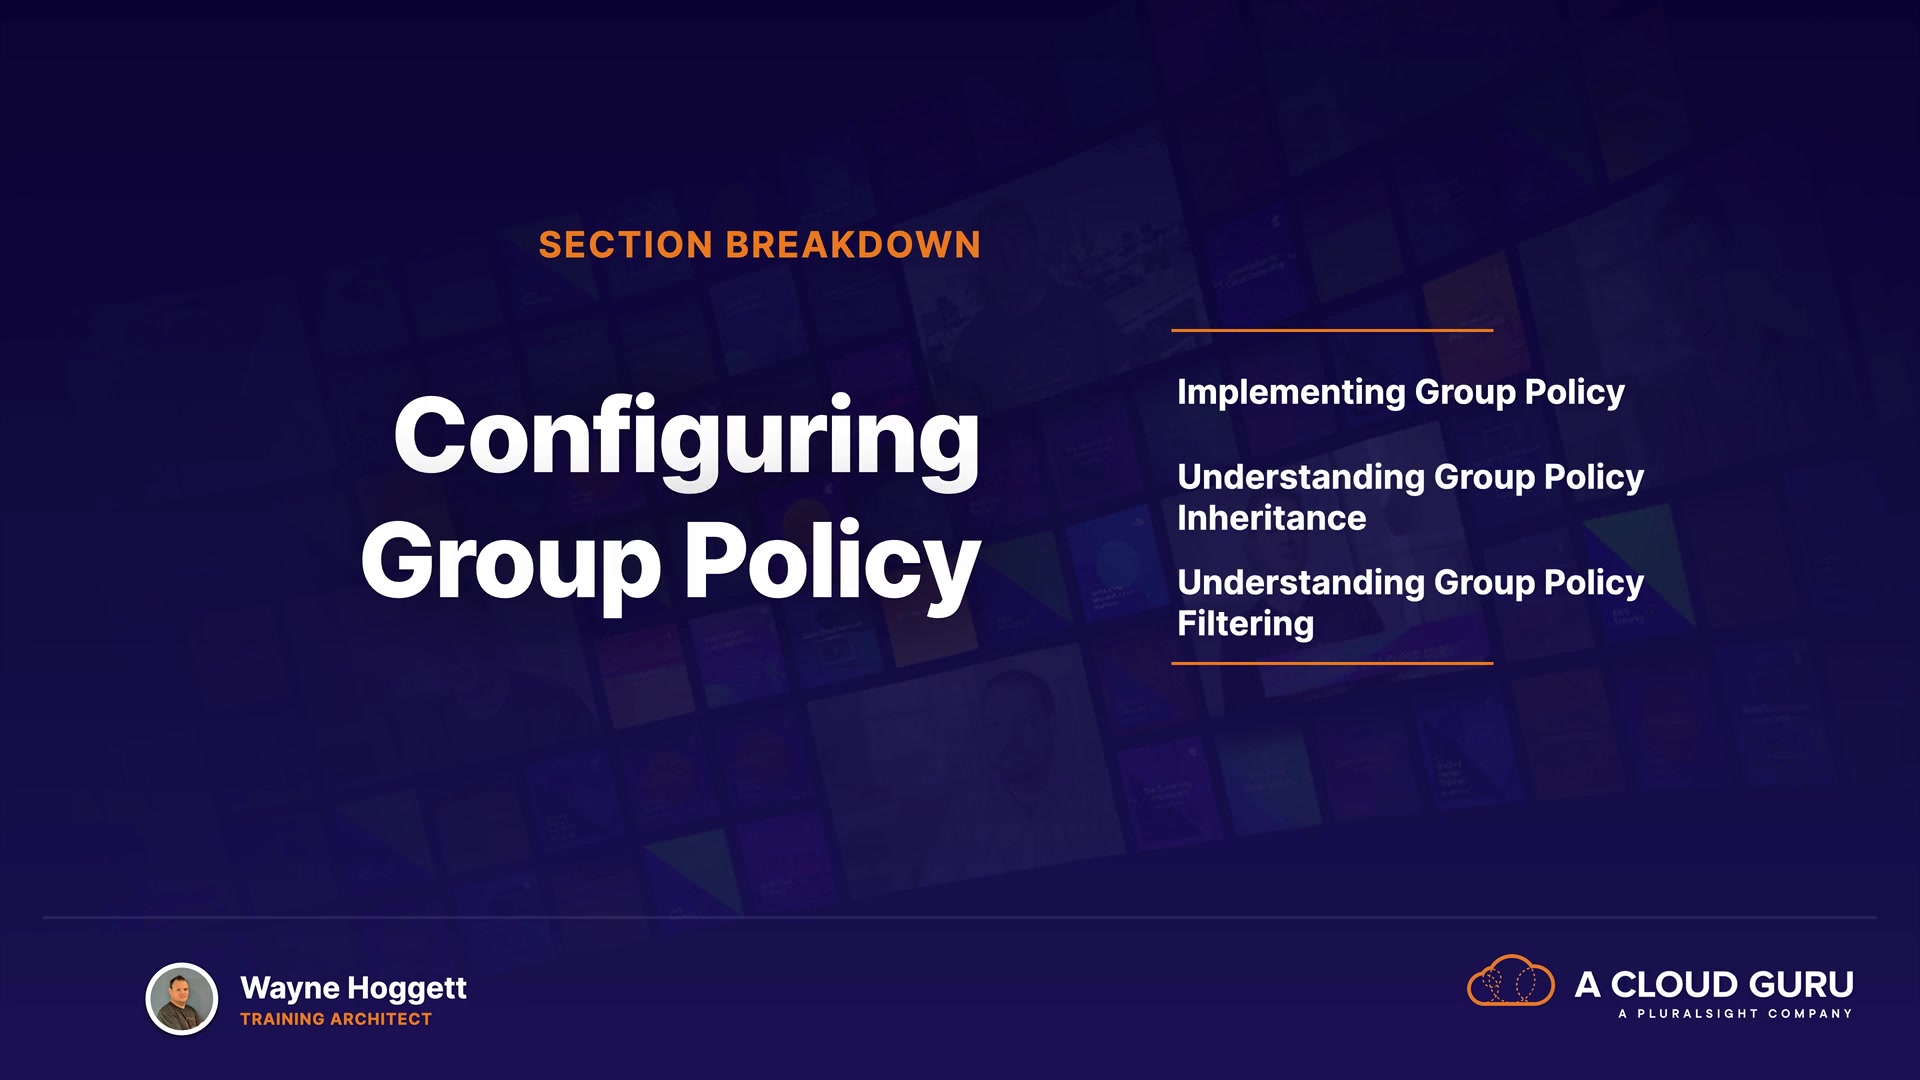 SECTION BREAKDOWN
Configuring
Group Policy
Implementing Group Policy
Understanding Group Policy
Inheritance
Understanding Group Policy
Filtering
Wayne Hoggett
TRAINING ARCHITECT
A CLOUD GURU
A PLURALSIGHT COMPANY